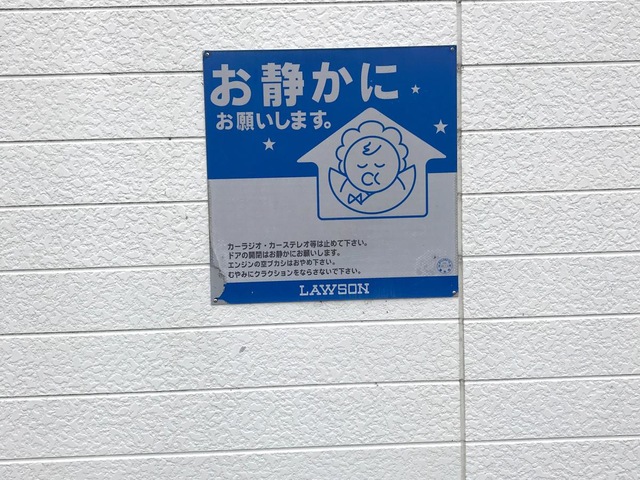 お静かに
お願いします。
カーラジオ・カーステレオ等は止めて下さい。
ドアの開閉はお静かにお願いします。
エンジンの空ブカシはおやめ下さい。
むやみにクラクションをならさないで下さい。
LAWSON